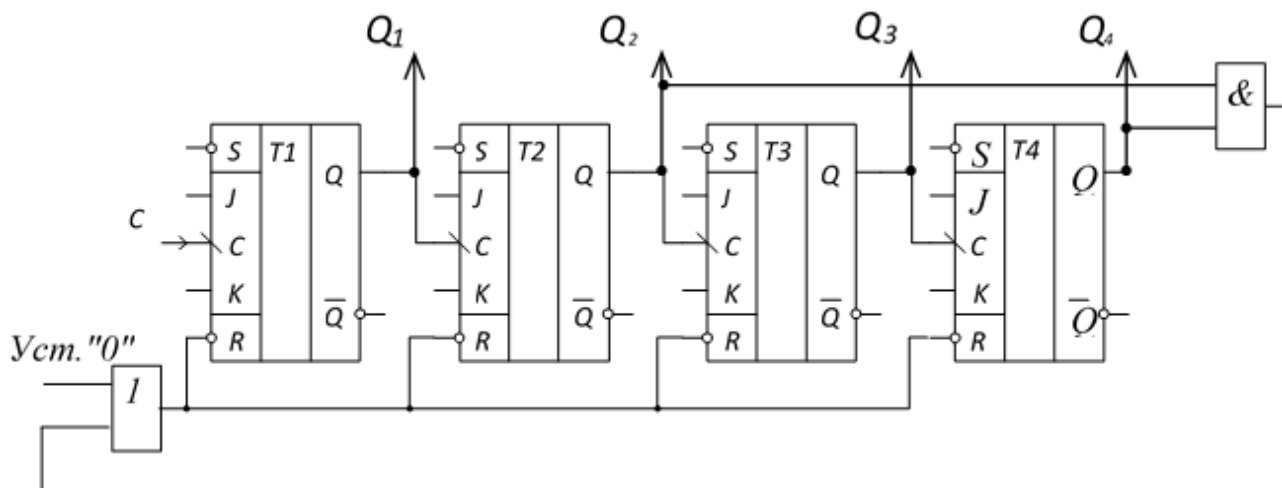 Q1 Q2 Q3 Q4
&
S T1 Q
J
C
C
K
Q̅
R
S T2 Q
J
C
K
Q̅
R
S T3 Q
J
C
K
Q̅
R
S T4 Q
J
C
K
Q̅
R
Уст."0"
1